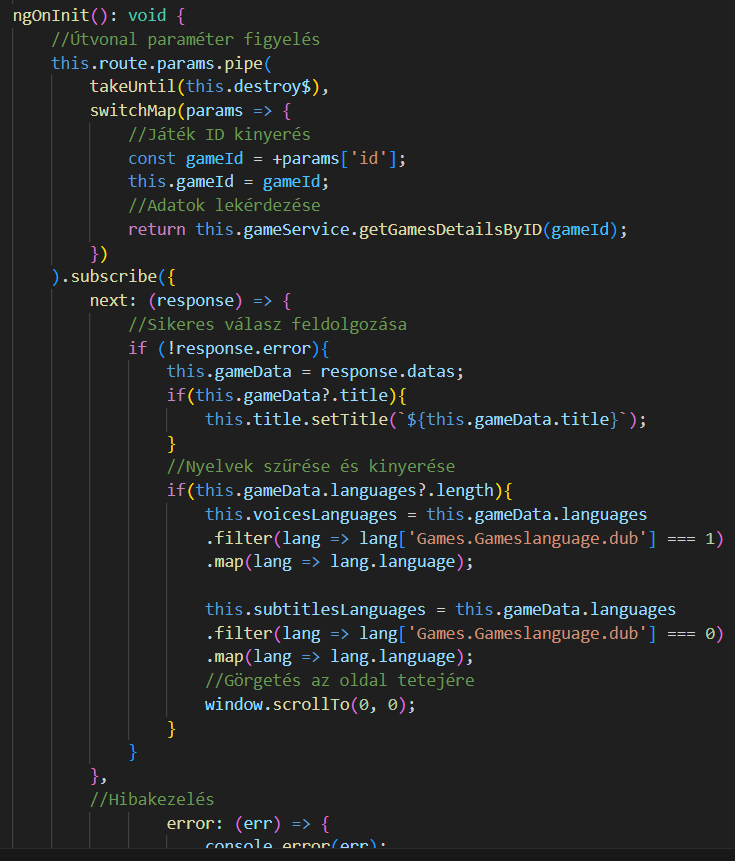 ngOnInit(): void {
//Útvonal paraméter figyelés
this.route.params.pipe(
takeUntil(this.destroy$),
switchMap(params => {
//Játék ID kinyerés
const gameId = +params['id'];
this.gameId = gameId;
//Adatok lekérdezése
return this.gameService.getGamesDetailsByID(gameId);
})
).subscribe({
next: (response) => {
//Sikeres válasz feldolgozása
if (!response.error){
this.gameData = response.datas;
if(this.gameData?.title){
this.title.setTitle(`${this.gameData.title}`);
}
//Nyelvek szűrése és kinyerése
if(this.gameData.languages?.length){
this.voicesLanguages = this.gameData.languages
.filter(lang => lang['Games.Gameslanguage.dub'] === 1)
.map(lang => lang.language);
this.subtitlesLanguages = this.gameData.languages
.filter(lang => lang['Games.Gameslanguage.dub'] === 0)
.map(lang => lang.language);
//Görgetés az oldal tetejére
window.scrollTo(0, 0);
}
}
},
//Hibakezelés
error: (err) => {
console.error(err);